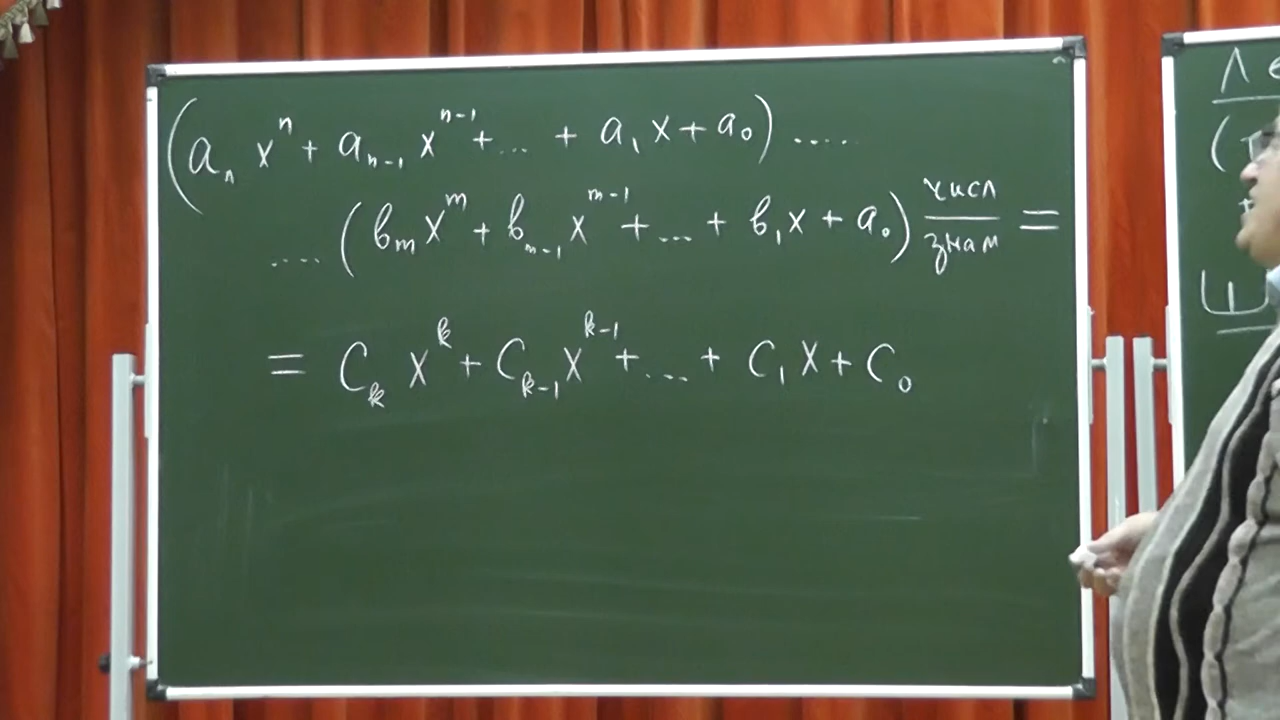 (aₙ xⁿ + aₙ₋₁ xⁿ⁻¹ + ... + a₁ x + a₀) .....
.... (bₘ xᵐ + bₘ₋₁ xᵐ⁻¹ + ... + b₁ x + a₀) числ/знам =
= Cₖ xᵏ + Cₖ₋₁ xᵏ⁻¹ + ... + C₁ x + C₀
Ле
(
Ш